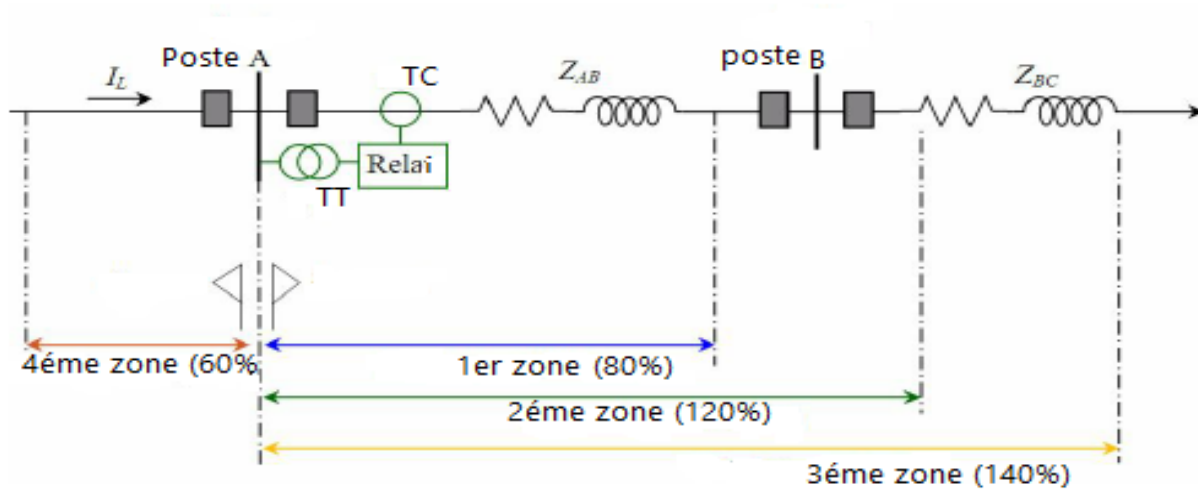 Poste A
poste B
I_L
TC
Z_AB
Z_BC
Relai
TT
4éme zone (60%
1er zone (80%)
2éme zone (120%)
3éme zone (140%)